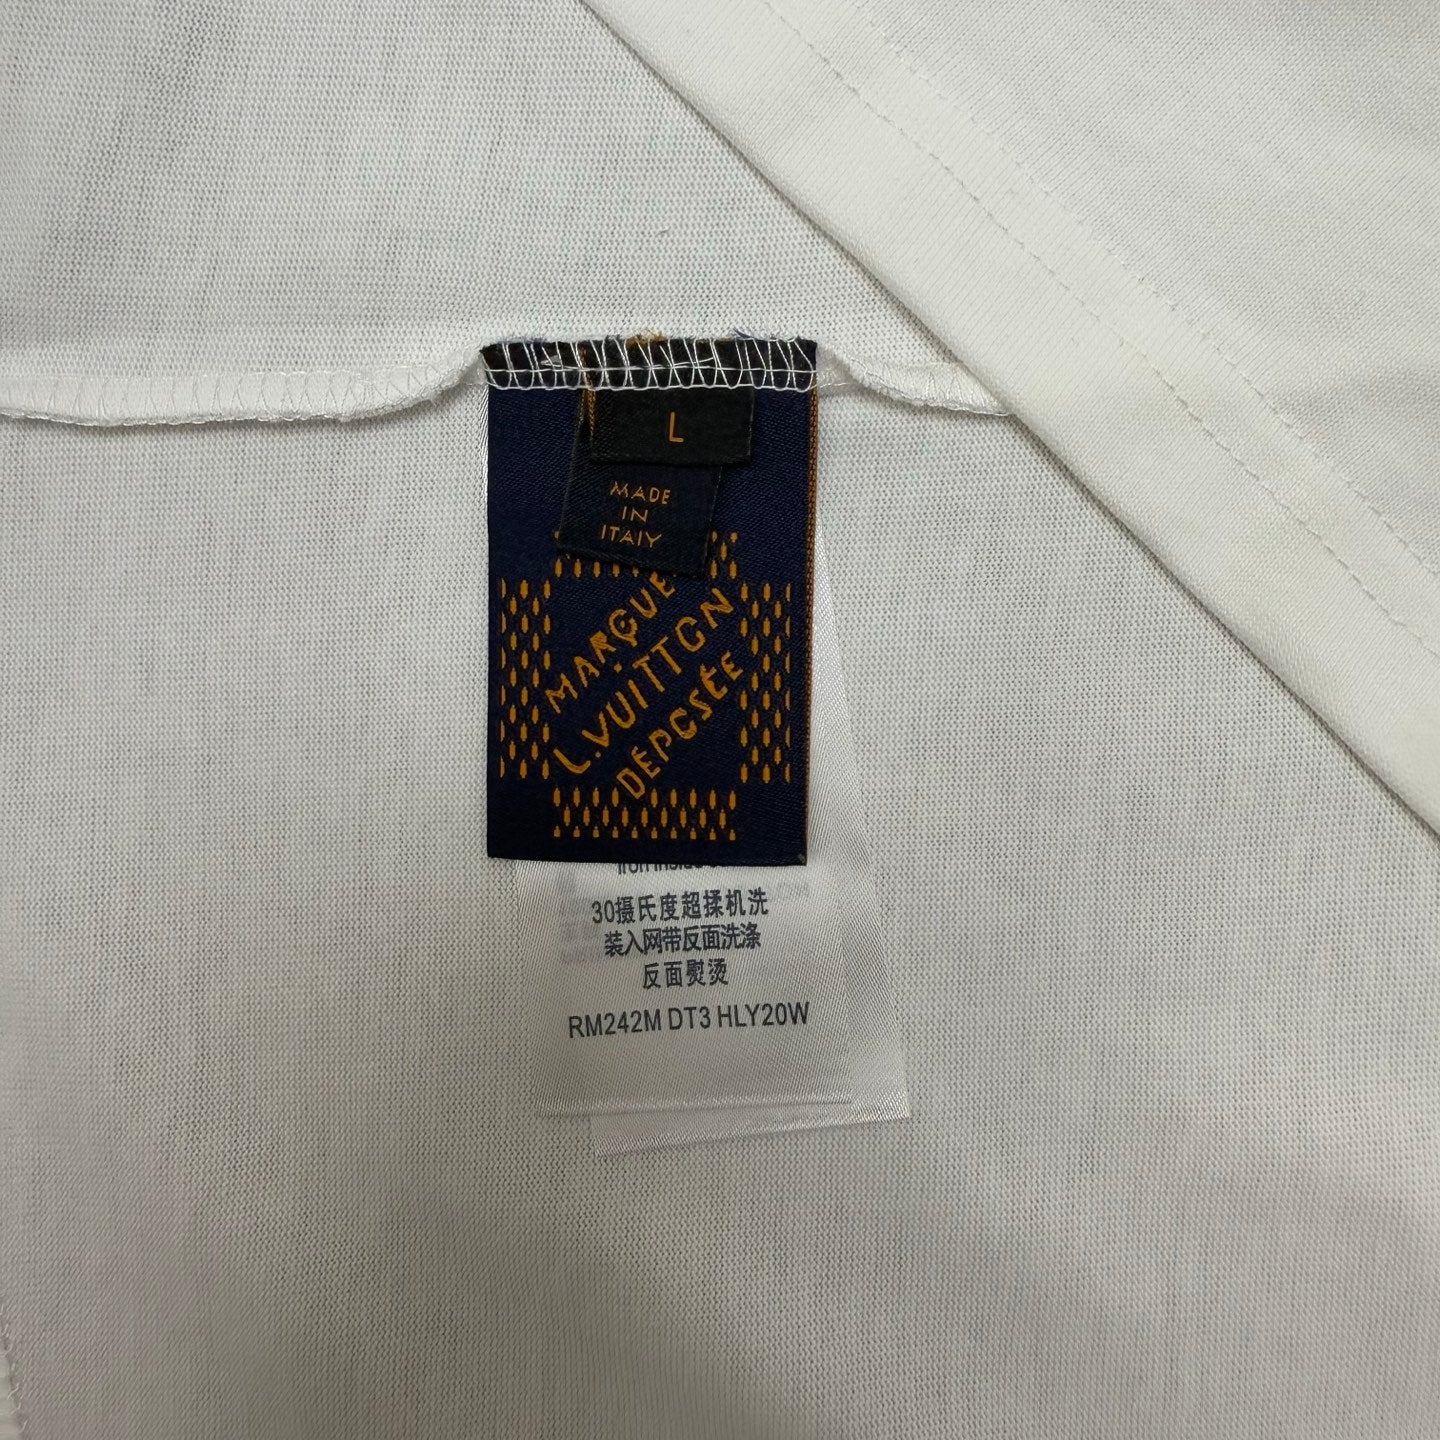 L
MADE
IN
ITAIY
MARQUE
L.VUITTON
DÉPOSÉE
30摄氏度超揉机洗
装入网带反面洗涤
反面熨烫
RM242M DT3 HLY20W